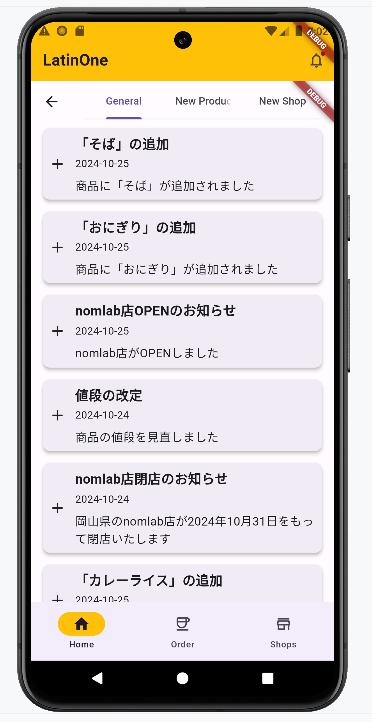 DEBUG
LatinOne
DEBUG
General
New Produc
New Shop
「そば」の追加
2024-10-25
商品に「そば」が追加されました
「おにぎり」の追加
2024-10-25
商品に「おにぎり」が追加されました
nomlab店OPENのお知らせ
2024-10-25
nomlab店がOPENしました
値段の改定
2024-10-24
商品の値段を見直しました
nomlab店閉店のお知らせ
2024-10-24
岡山県のnomlab店が2024年10月31日をもっ
て閉店いたします
「カレーライス」の追加
2024-10-25
Home
Order
Shops